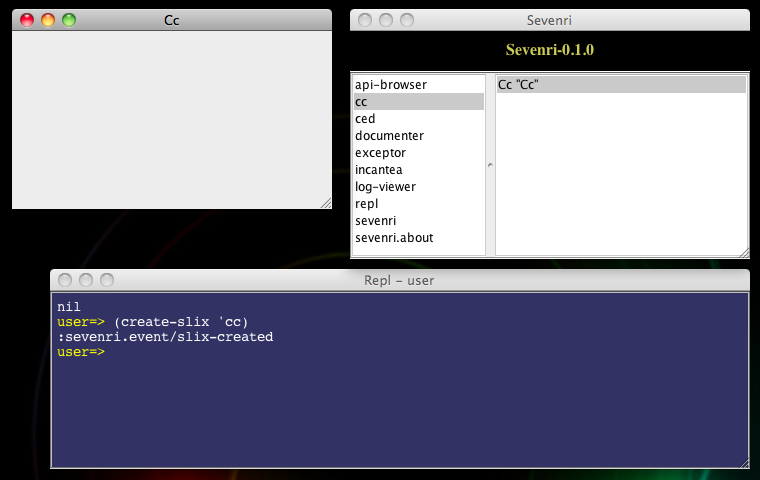 Cc
Sevenri
Sevenri-0.1.0
api-browser
cc
ced
documenter
exceptor
incantea
log-viewer
repl
sevenri
sevenri.about
Cc "Cc"
Repl - user
nil
user=> (create-slix 'cc)
:sevenri.event/slix-created
user=>